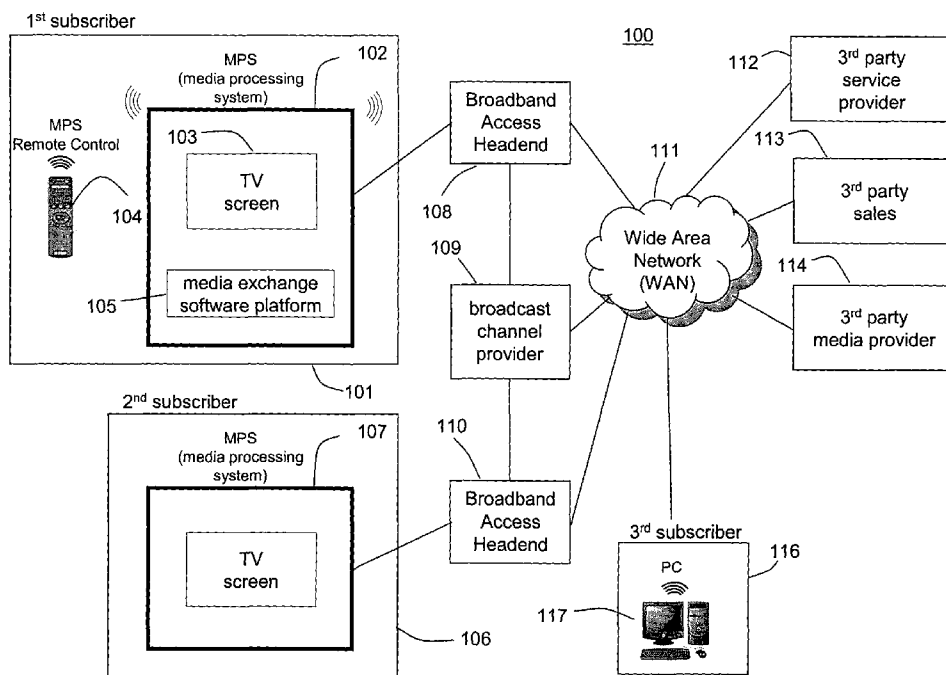 1st subscriber
100
MPS
(media processing
system)
102
112
3rd party
service
provider
MPS
Remote Control
103
TV
screen
Broadband
Access
Headend
111
113
3rd party
sales
104
108
109
Wide Area
Network
(WAN)
105
media exchange
software platform
broadcast
channel
provider
114
3rd party
media provider
101
2nd subscriber
107
MPS
(media processing
system)
110
TV
screen
Broadband
Access
Headend
3rd subscriber
116
PC
117
106